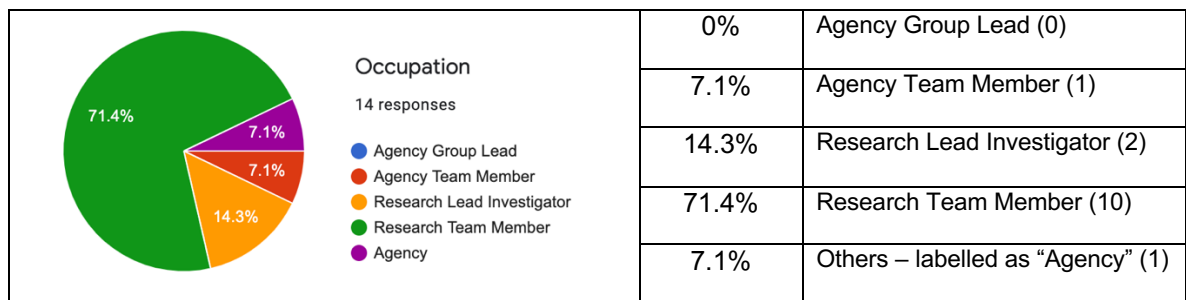 71.4%
7.1%
7.1%
14.3%
Occupation
14 responses
Agency Group Lead
Agency Team Member
Research Lead Investigator
Research Team Member
Agency
0% Agency Group Lead (0)
7.1% Agency Team Member (1)
14.3% Research Lead Investigator (2)
71.4% Research Team Member (10)
7.1% Others – labelled as “Agency” (1)